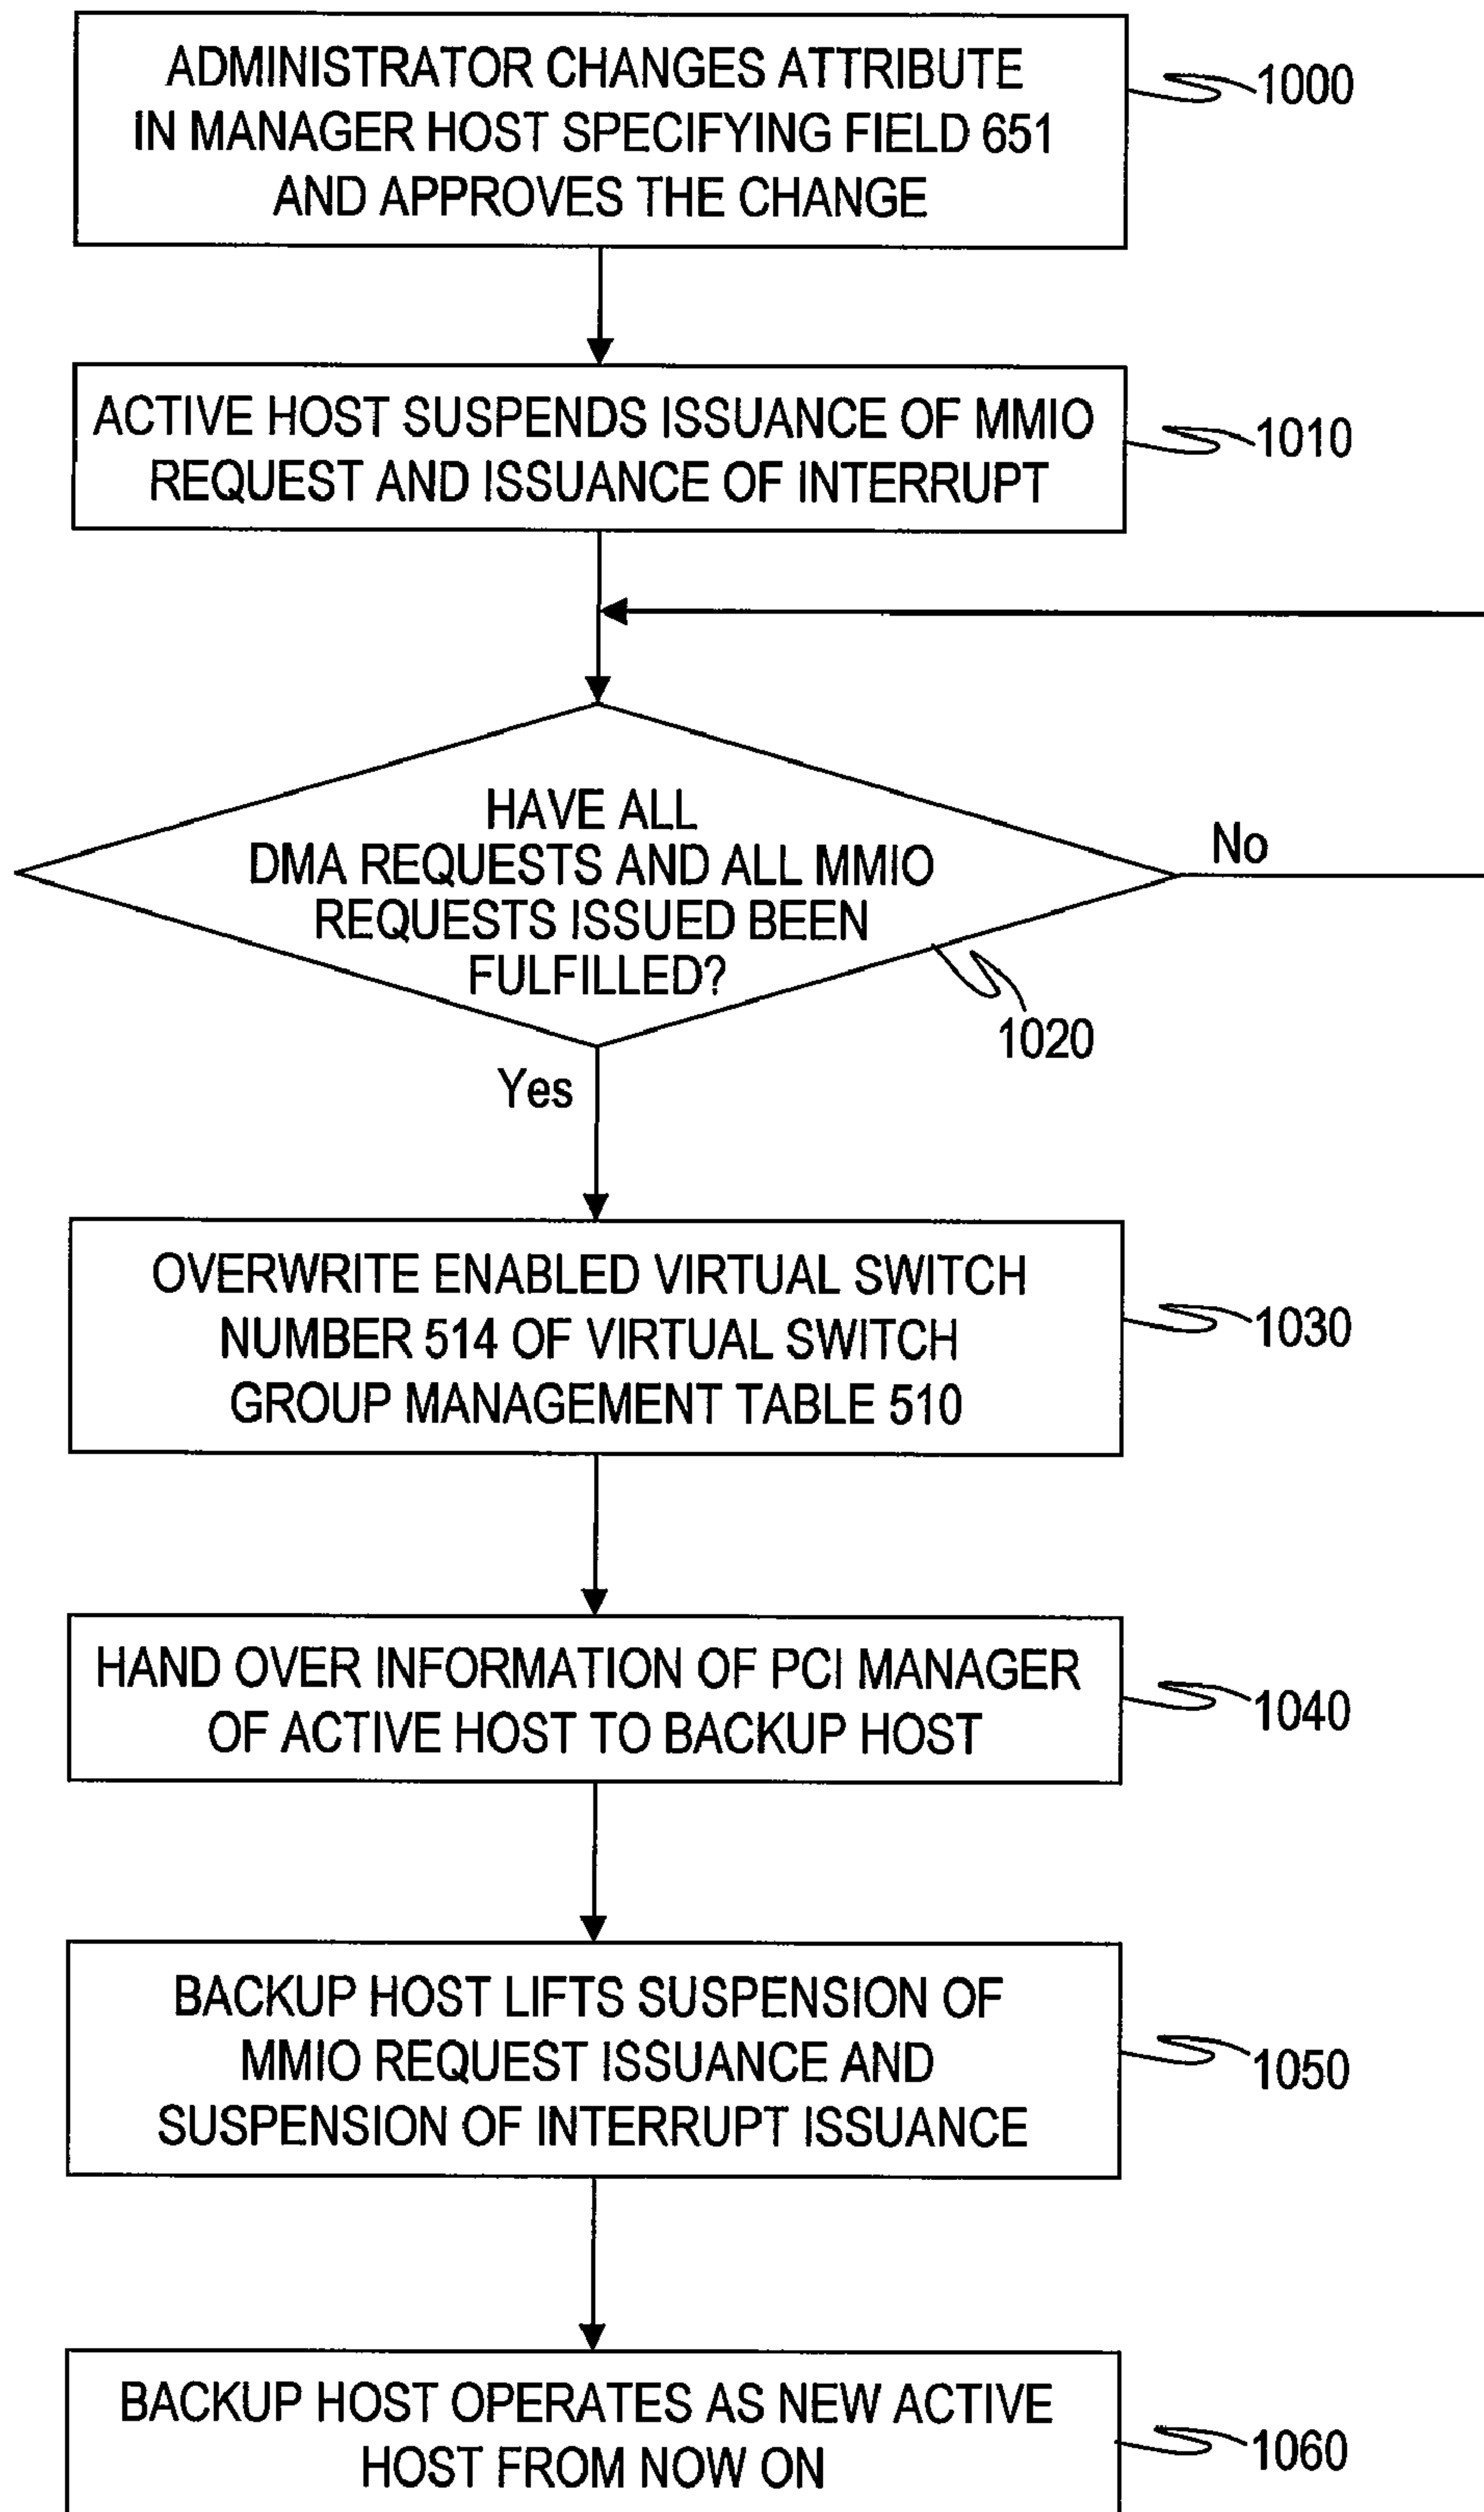 ADMINISTRATOR CHANGES ATTRIBUTE
IN MANAGER HOST SPECIFYING FIELD 651
AND APPROVES THE CHANGE
1000
ACTIVE HOST SUSPENDS ISSUANCE OF MMIO
REQUEST AND ISSUANCE OF INTERRUPT
1010
HAVE ALL
DMA REQUESTS AND ALL MMIO
REQUESTS ISSUED BEEN
FULFILLED?
No
1020
Yes
OVERWRITE ENABLED VIRTUAL SWITCH
NUMBER 514 OF VIRTUAL SWITCH
GROUP MANAGEMENT TABLE 510
1030
HAND OVER INFORMATION OF PCI MANAGER
OF ACTIVE HOST TO BACKUP HOST
1040
BACKUP HOST LIFTS SUSPENSION OF
MMIO REQUEST ISSUANCE AND
SUSPENSION OF INTERRUPT ISSUANCE
1050
BACKUP HOST OPERATES AS NEW ACTIVE
HOST FROM NOW ON
1060